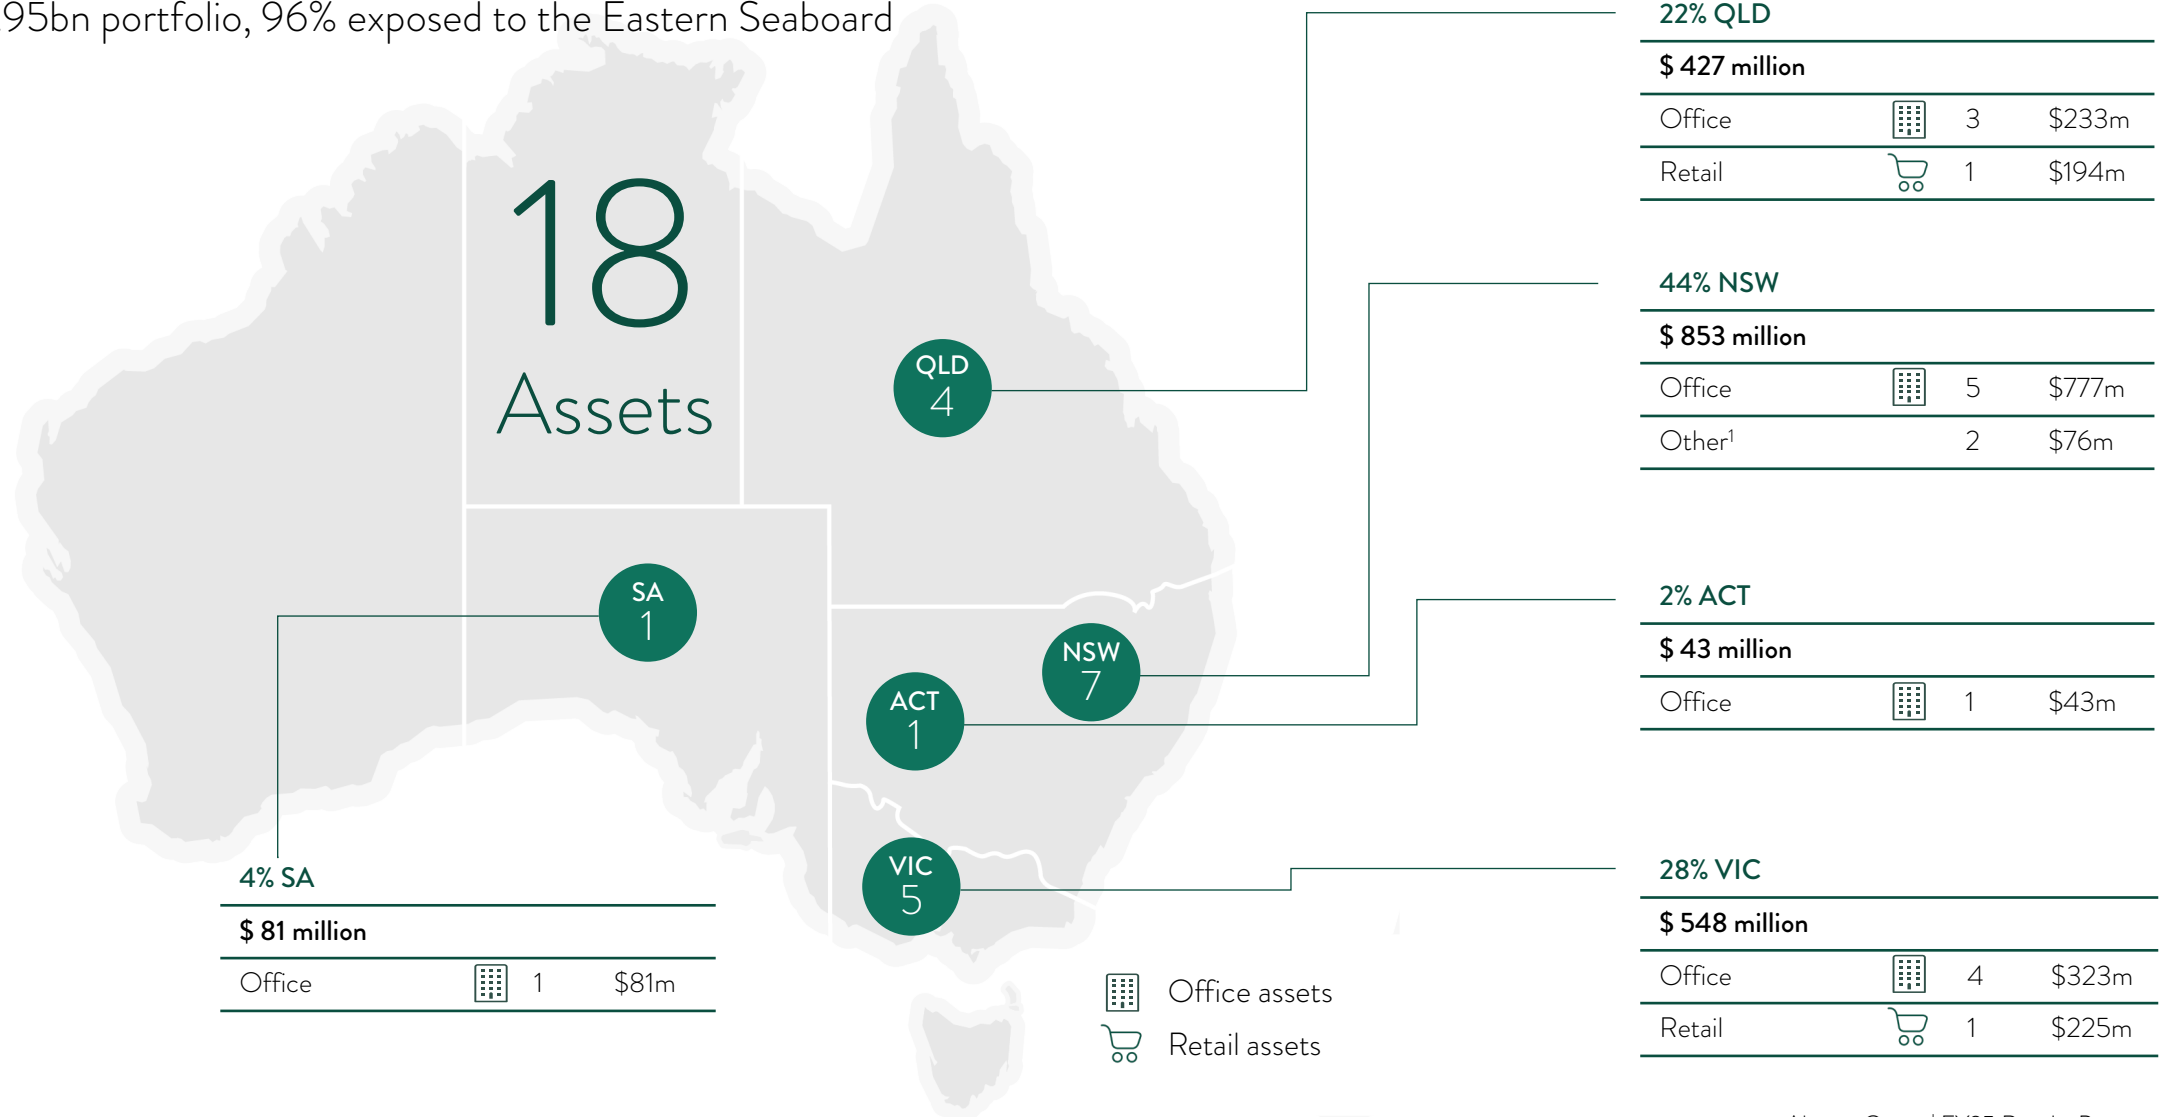 95bn portfolio, 96% exposed to the Eastern Seaboard
18
Assets
QLD
4
SA
1
NSW
7
ACT
1
VIC
5
22% QLD
$ 427 million
Office 3 $233m
Retail 1 $194m
44% NSW
$ 853 million
Office 5 $777m
Other¹ 2 $76m
2% ACT
$ 43 million
Office 1 $43m
28% VIC
$ 548 million
Office 4 $323m
Retail 1 $225m
4% SA
$ 81 million
Office 1 $81m
Office assets
Retail assets